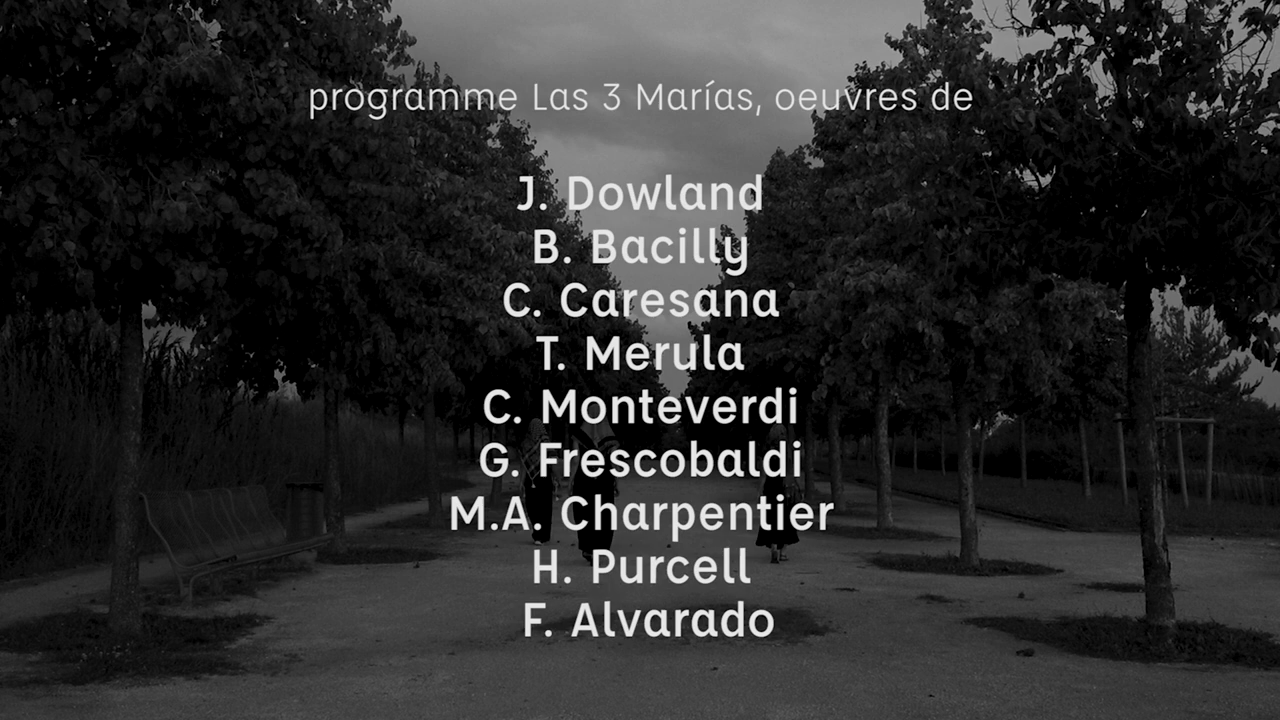 programme Las 3 Marías, oeuvres de
J. Dowland
B. Bacilly
C. Caresana
T. Merula
C. Monteverdi
G. Frescobaldi
M.A. Charpentier
H. Purcell
F. Alvarado